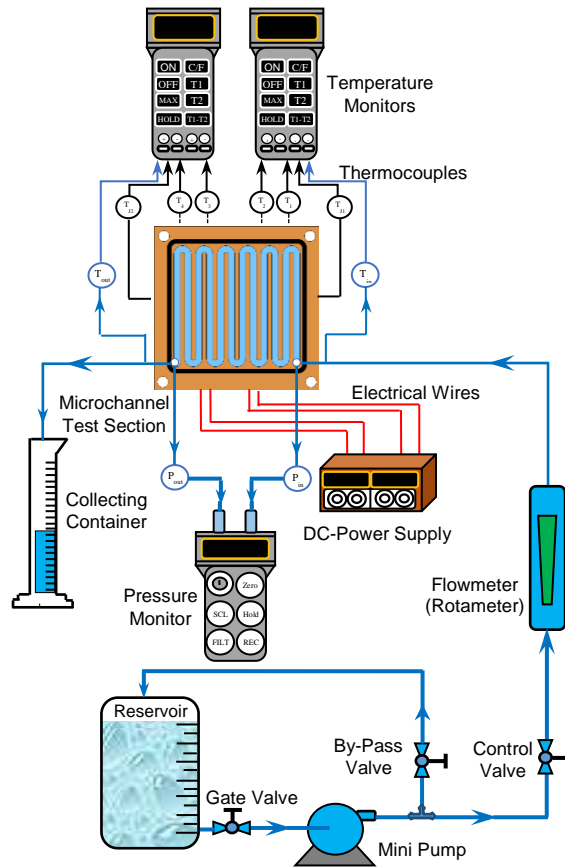 ON C/F
OFF T1
MAX T2
HOLD T1-T2
ON C/F
OFF T1
MAX T2
HOLD T1-T2
Temperature
Monitors
Thermocouples
TJ2
T4
T3
T2
T1
TJ1
Tout
Tin
Microchannel
Test Section
Electrical Wires
Pout
Pin
Collecting
Container
DC-Power Supply
Flowmeter
(Rotameter)
Pressure
Monitor
Zero
SCL Hold
FILT REC
Reservoir
By-Pass
Valve
Control
Valve
Gate Valve
Mini Pump